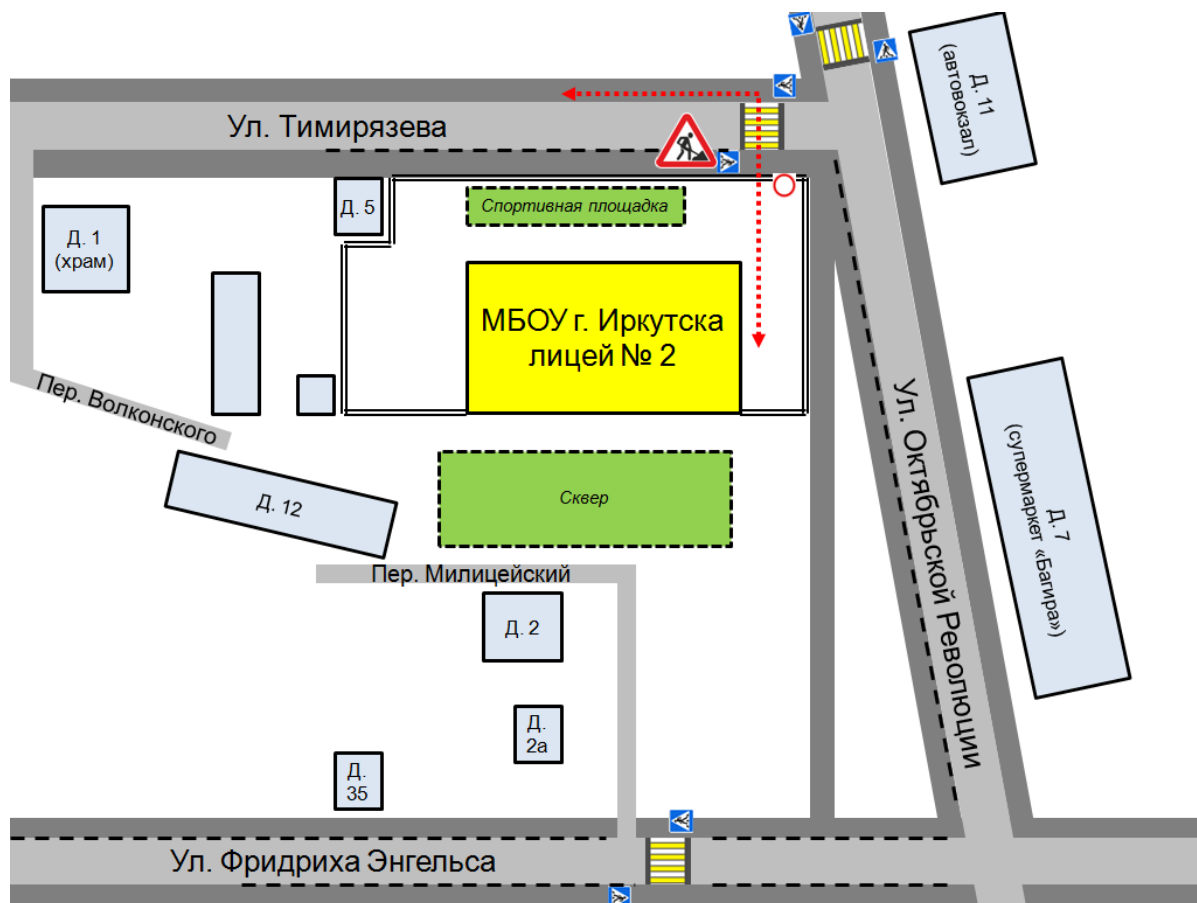 Д. 11
(автовокзал)
Ул. Тимирязева
Д. 5
Спортивная площадка
Д. 1
(храм)
МБОУ г. Иркутска
лицей № 2
Пер. Волконского
Ул. Октябрьской Революции
Д. 7
(супермаркет «Багира»)
Д. 12
Сквер
Пер. Милицейский
Д. 2
Д.
2а
Д.
35
Ул. Фридриха Энгельса